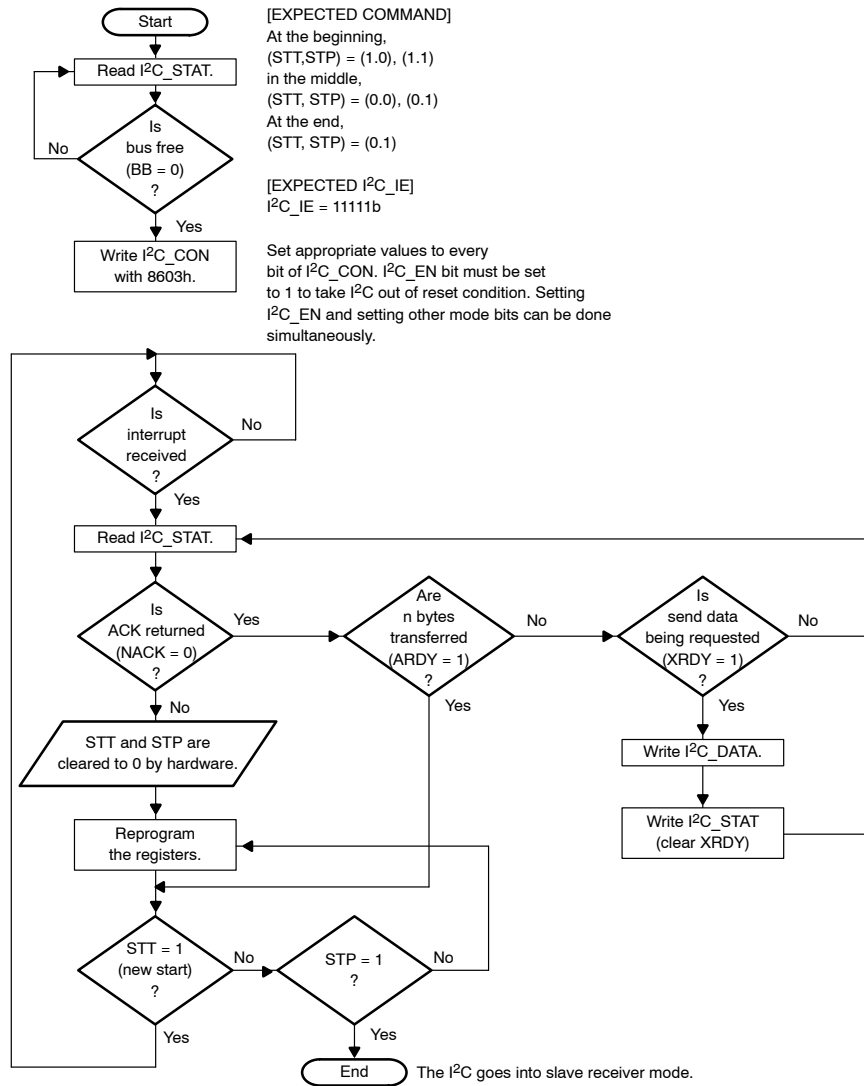 Start
Read I²C_STAT.
Is
bus free
(BB = 0)
?
No
Yes
Write I²C_CON
with 8603h.
[EXPECTED COMMAND]
At the beginning,
(STT,STP) = (1.0), (1.1)
in the middle,
(STT, STP) = (0.0), (0.1)
At the end,
(STT, STP) = (0.1)
[EXPECTED I²C_IE]
I²C_IE = 11111b
Set appropriate values to every
bit of I²C_CON. I²C_EN bit must be set
to 1 to take I²C out of reset condition. Setting
I²C_EN and setting other mode bits can be done
simultaneously.
Is
interrupt
received
?
No
Yes
Read I²C_STAT.
Is
ACK returned
(NACK = 0)
?
Yes
No
Are
n bytes
transferred
(ARDY = 1)
?
No
Yes
Is
send data
being requested
(XRDY = 1)
?
No
Yes
STT and STP are
cleared to 0 by hardware.
Write I²C_DATA.
Write I²C_STAT
(clear XRDY)
Reprogram
the registers.
STT = 1
(new start)
?
No
Yes
STP = 1
?
No
Yes
End
The I²C goes into slave receiver mode.